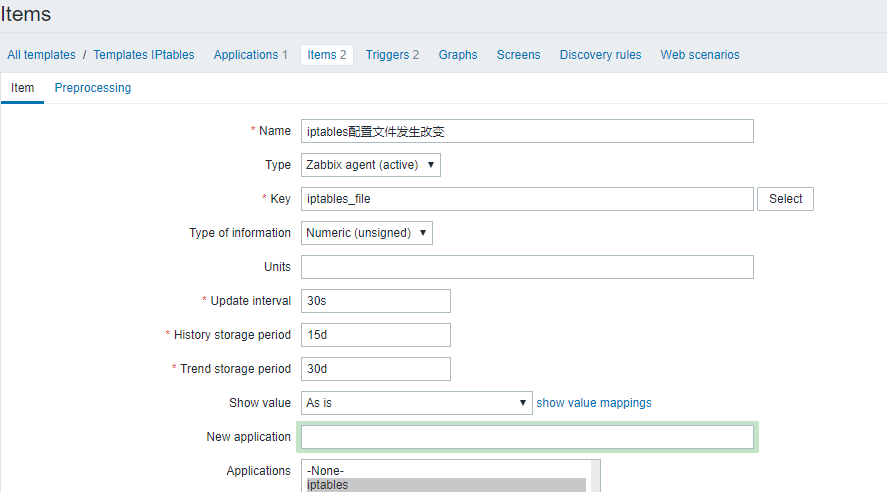 Items
All templates / Templates IPtables Applications 1 Items 2 Triggers 2 Graphs Screens Discovery rules Web scenarios
Item Preprocessing
* Name iptables配置文件发生改变
Type Zabbix agent (active) ▼
* Key iptables_file Select
Type of information Numeric (unsigned) ▼
Units
* Update interval 30s
* History storage period 15d
* Trend storage period 30d
Show value As is ▼ show value mappings
New application
Applications -None-
iptables